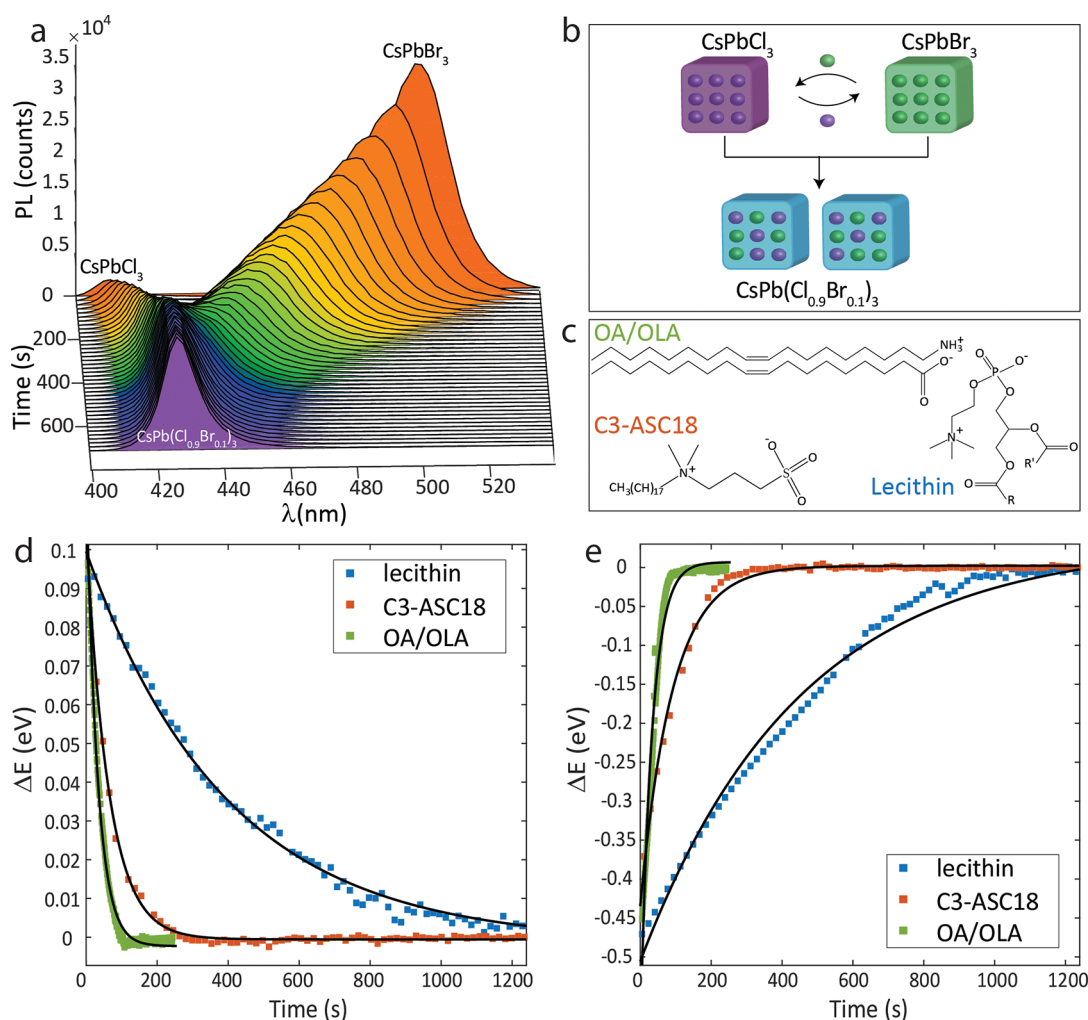 a
×10⁴
3.5
3
2.5
2
1.5
1
0.5
0
PL (counts)
CsPbBr₃
CsPbCl₃
0
200
400
600
Time (s)
CsPb(Cl₀.₉Br₀.₁)₃
400
420
440
460
480
500
520
λ(nm)
b
CsPbCl₃
CsPbBr₃
CsPb(Cl₀.₉Br₀.₁)₃
c
OA/OLA
NH₃⁺
O⁻
O
C3-ASC18
CH₃(CH)₁₇
N⁺
⁻O
S
O
O
Lecithin
O
P
O⁻
O
O
N⁺
O
O
R'
O
O
R
d
0.1
0.09
0.08
0.07
0.06
0.05
0.04
0.03
0.02
0.01
0
ΔE (eV)
lecithin
C3-ASC18
OA/OLA
0
200
400
600
800
1000
1200
Time (s)
e
0
-0.05
-0.1
-0.15
-0.2
-0.25
-0.3
-0.35
-0.4
-0.45
-0.5
ΔE (eV)
lecithin
C3-ASC18
OA/OLA
0
200
400
600
800
1000
1200
Time (s)